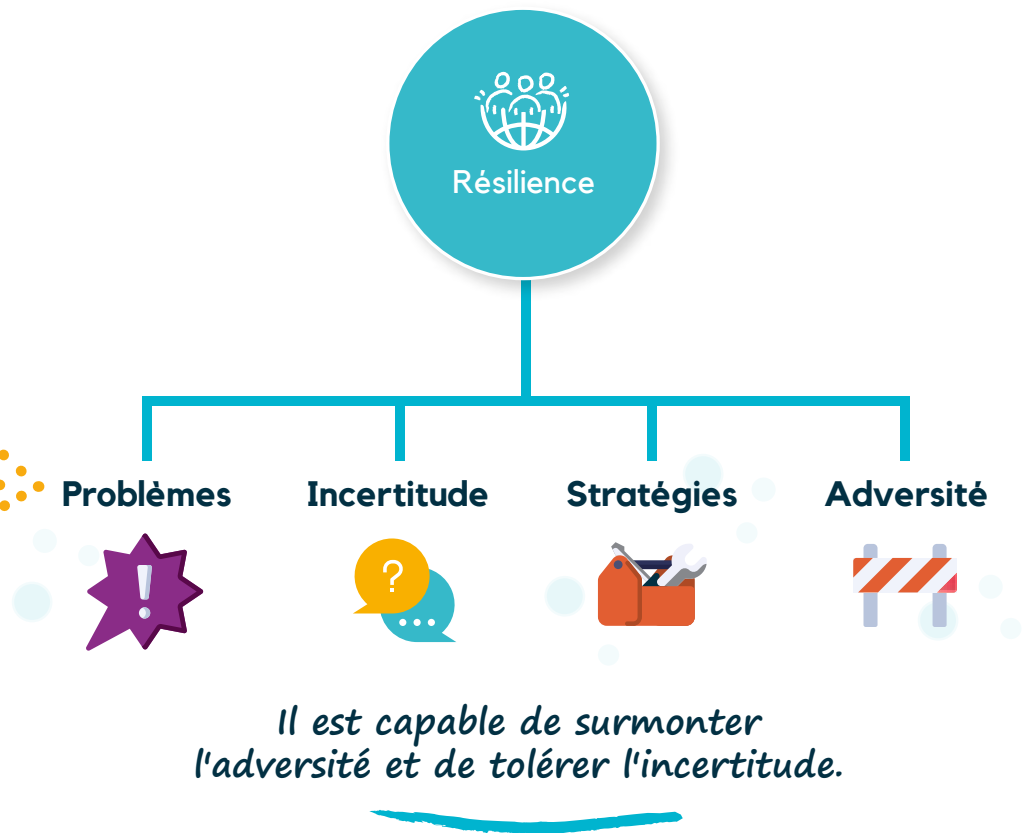 Résilience
Problèmes
Incertitude
Stratégies
Adversité
!
?
Il est capable de surmonter
l'adversité et de tolérer l'incertitude.